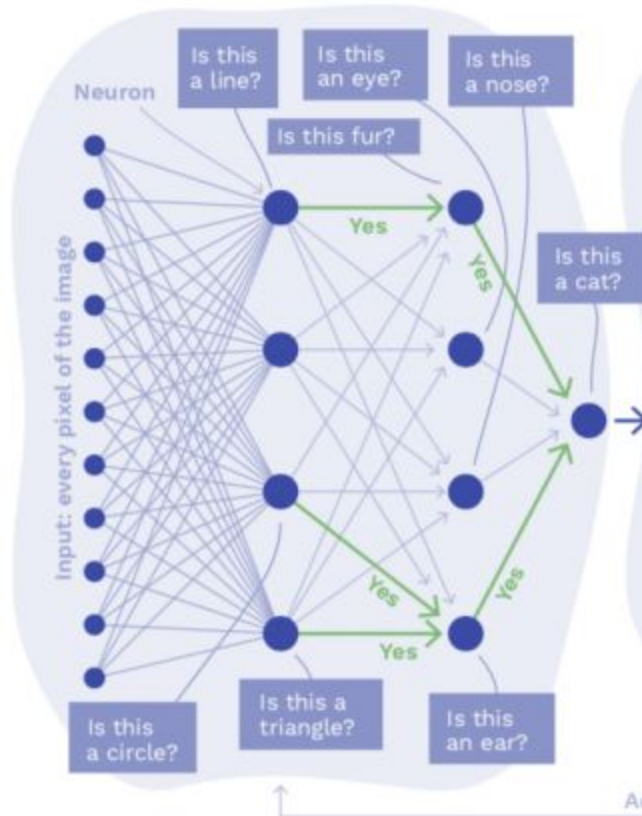 Is this
a line?
Is this
an eye?
Is this
a nose?
Neuron
Is this fur?
Yes
Yes
Is this
a cat?
Input: every pixel of the image
Yes
Yes
Yes
Is this
a circle?
Is this a
triangle?
Is this
an ear?